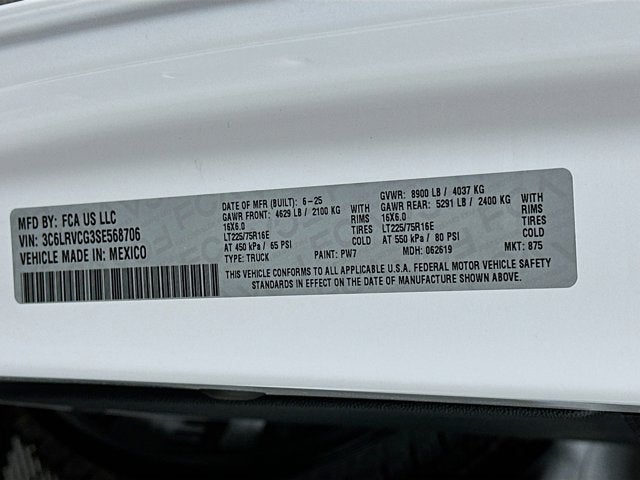 MFD BY: FCA US LLC
VIN: 3C6LRVCG3SE568706
VEHICLE MADE IN: MEXICO
DATE OF MFR (BUILT): 6-25
GAWR FRONT: 4629 LB / 2100 KG WITH
16X6.0 RIMS
LT225/75R16E TIRES
AT 450 kPa / 65 PSI COLD
TYPE: TRUCK PAINT: PW7
GVWR: 8900 LB / 4037 KG
GAWR REAR: 5291 LB / 2400 KG WITH
16X6.0 RIMS
LT225/75R16E TIRES
AT 550 kPa / 80 PSI COLD
MDH: 062619 MKT: 875
THIS VEHICLE CONFORMS TO ALL APPLICABLE U.S.A. FEDERAL MOTOR VEHICLE SAFETY
STANDARDS IN EFFECT ON THE DATE OF MANUFACTURE SHOWN ABOVE.